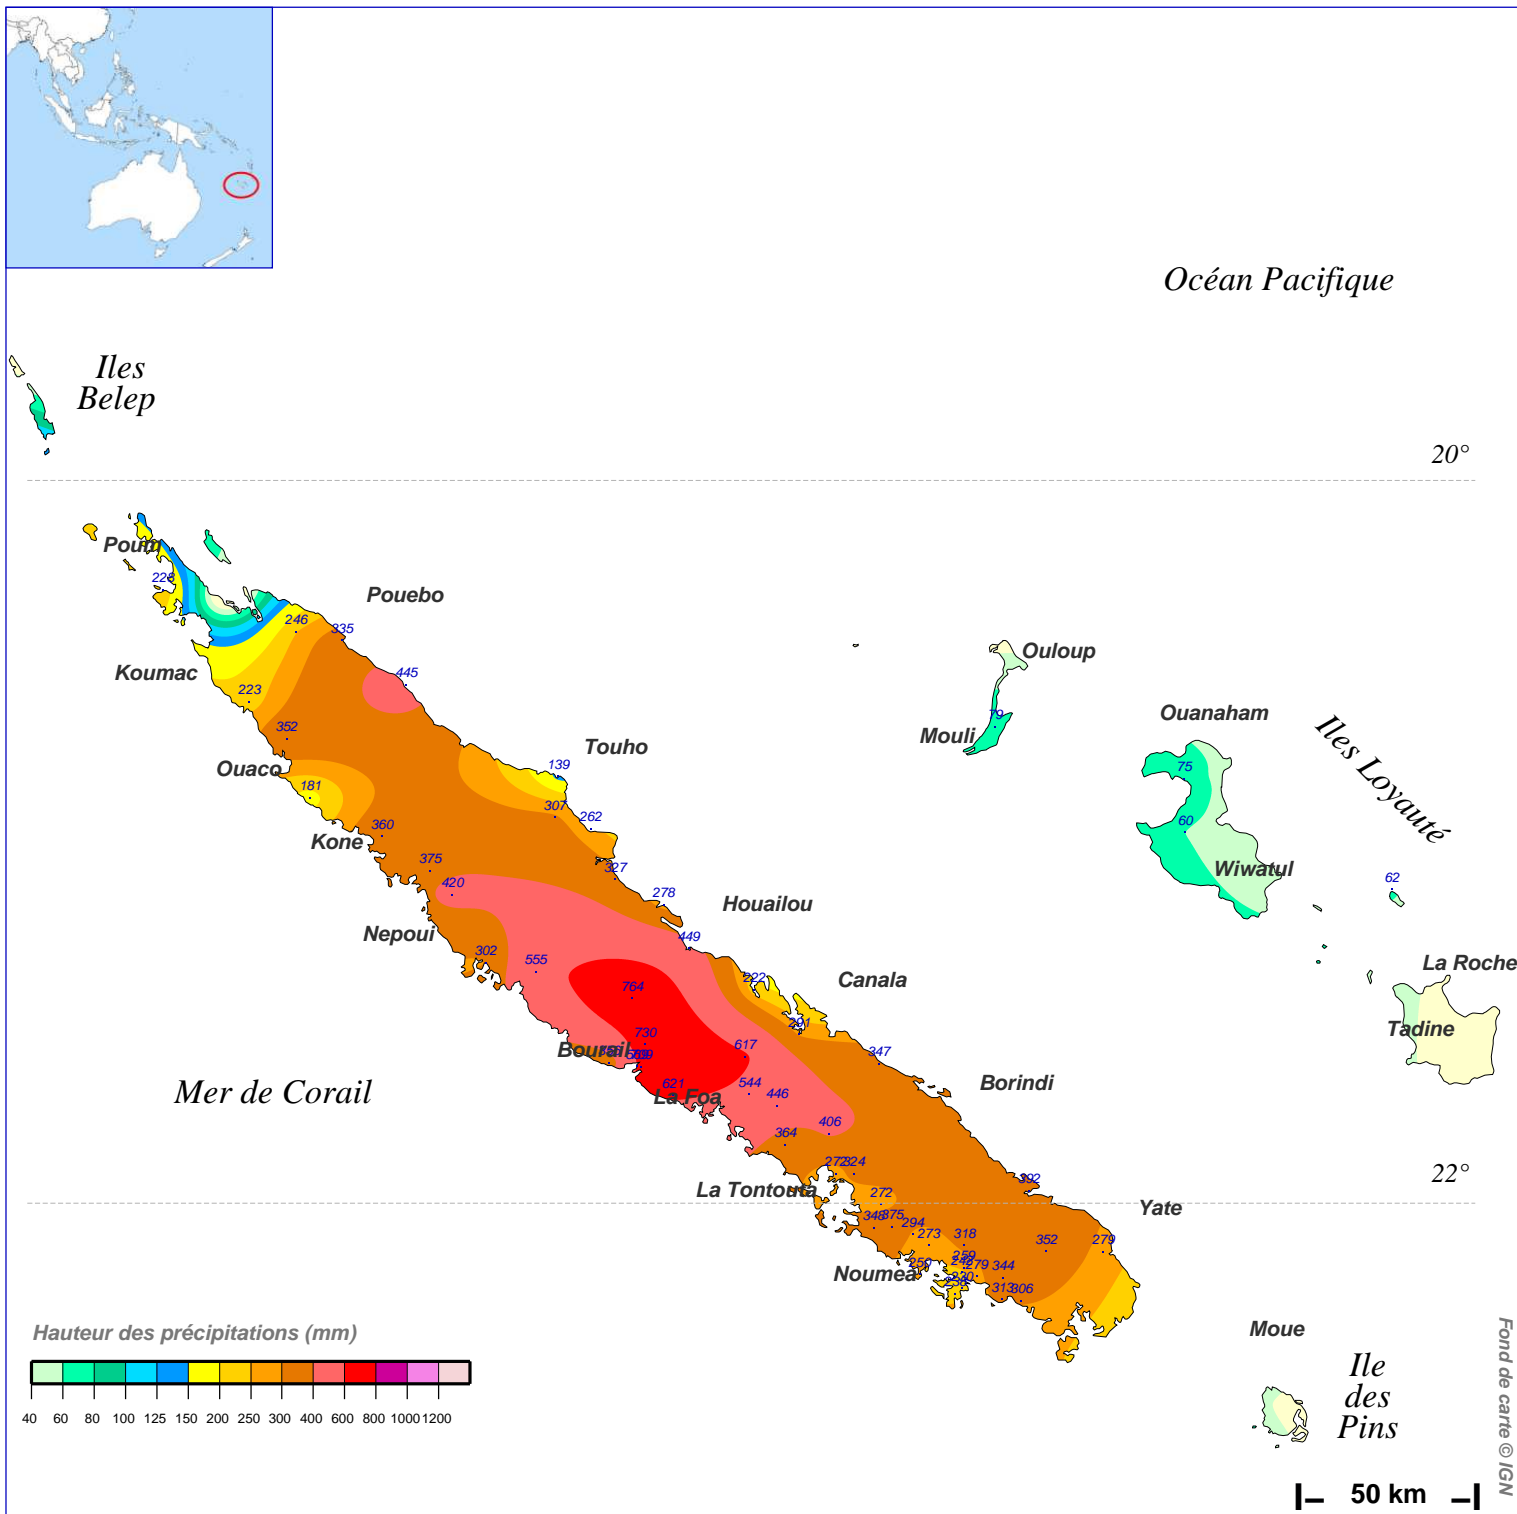 Océan Pacifique
Iles
Belep
20°
Poum
228
Pouebo
246
335
Koumac
445
223
352
Ouaco
181
Touho
139
307
262
Kone
360
375
420
327
278
Houailou
Nepoui
449
302
555
222
Canala
764
291
730
617
347
Bourail
621
544
La Foa
446
Borindi
406
364
Mer de Corail
324
La Tontouta
272
392
22°
Yate
348
375
294
273
318
352
279
259
279
344
Noumea
313
306
Ouloup
79
Mouli
Ouanaham
75
60
Wiwatul
Iles Loyauté
62
La Roche
Tadine
Moue
Ile
des
Pins
Hauteur des précipitations (mm)
40 60 80 100 125 150 200 250 300 400 600 800 1000 1200
50 km
Fond de carte © IGN